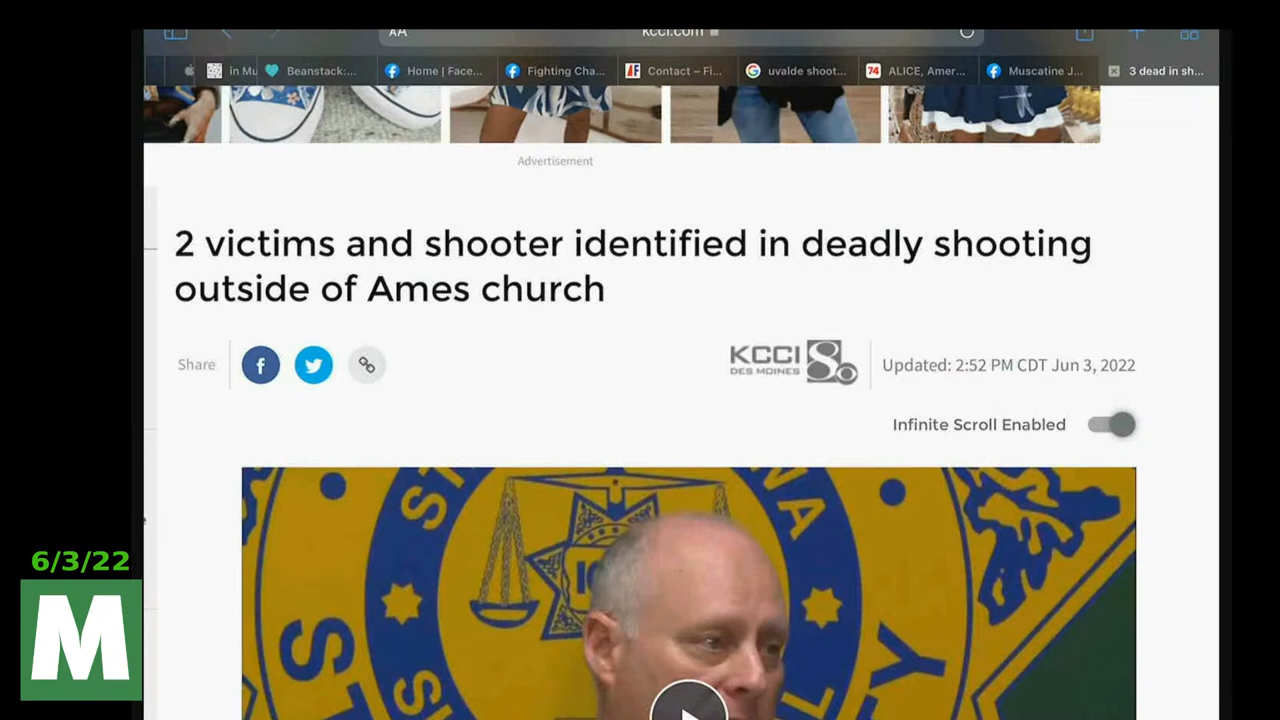 AA
kcci.com
in Mu
Beanstack:...
Home | Face...
Fighting Cha...
Contact – Fi...
uvalde shoot...
74
ALICE, Amer...
Muscatine J...
3 dead in sh...
Advertisement
2 victims and shooter identified in deadly shooting
outside of Ames church
Share
KCCI 8
DES MOINES
Updated: 2:52 PM CDT Jun 3, 2022
Infinite Scroll Enabled
6/3/22
M